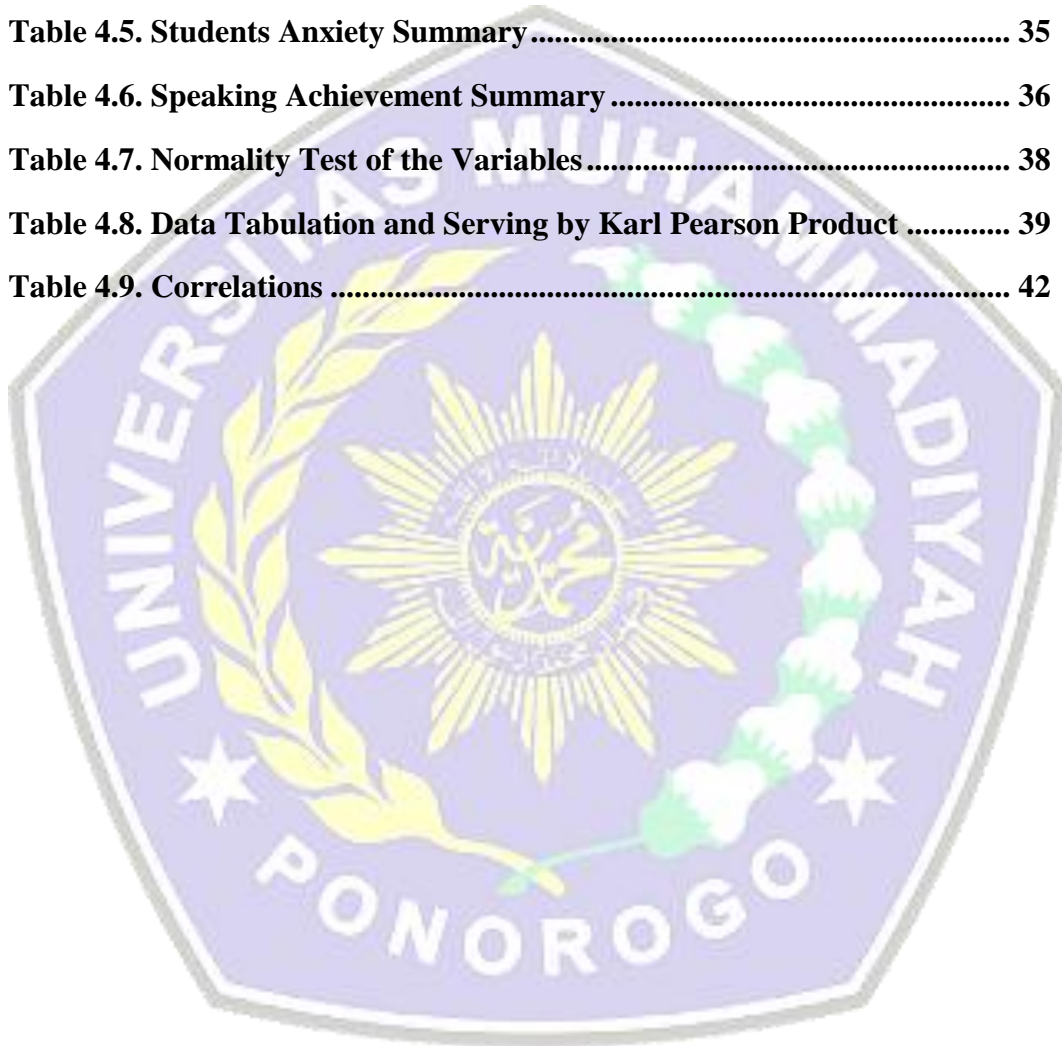 Table 4.5. Students Anxiety Summary ............................................................. 35
Table 4.6. Speaking Achievement Summary ................................................... 36
Table 4.7. Normality Test of the Variables ...................................................... 38
Table 4.8. Data Tabulation and Serving by Karl Pearson Product ............. 39
Table 4.9. Correlations ...................................................................................... 42
UNIVERSITAS MUHAMMADIYAH
PONOROGO